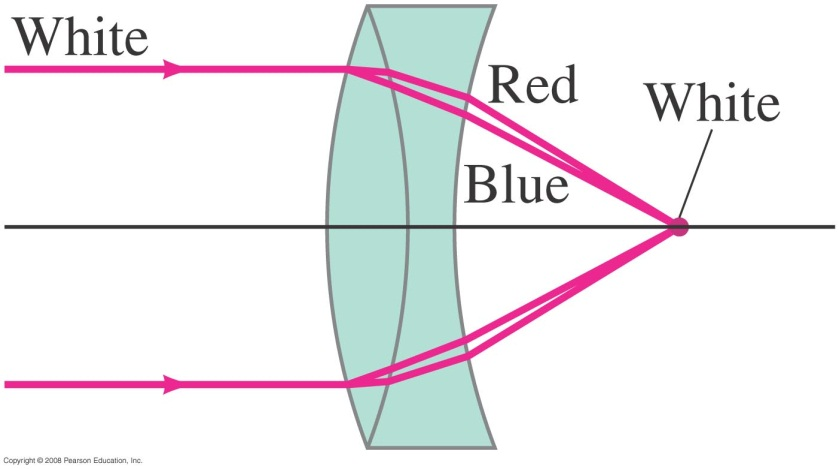 White
Red
White
Blue
Copyright © 2008 Pearson Education, Inc.